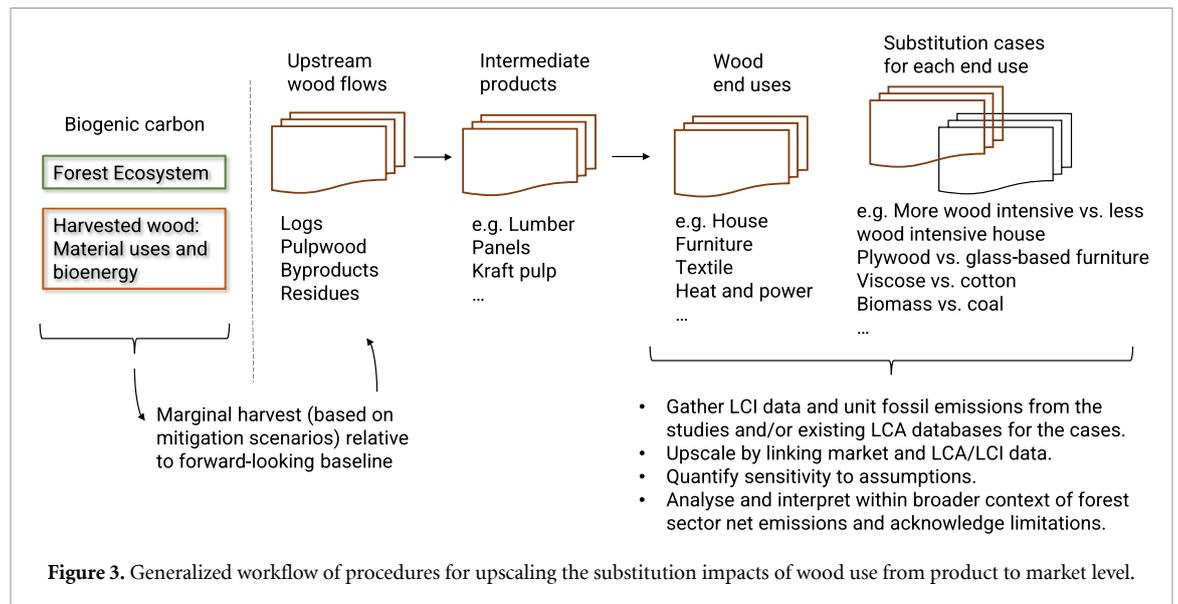 Biogenic carbon
Forest Ecosystem
Harvested wood:
Material uses and
bioenergy
Upstream
wood flows
Logs
Pulpwood
Byproducts
Residues
Intermediate
products
e.g. Lumber
Panels
Kraft pulp
...
Wood
end uses
e.g. House
Furniture
Textile
Heat and power
...
Substitution cases
for each end use
e.g. More wood intensive vs. less
wood intensive house
Plywood vs. glass-based furniture
Viscose vs. cotton
Biomass vs. coal
...
Marginal harvest (based on
mitigation scenarios) relative
to forward-looking baseline
• Gather LCI data and unit fossil emissions from the
studies and/or existing LCA databases for the cases.
• Upscale by linking market and LCA/LCI data.
• Quantify sensitivity to assumptions.
• Analyse and interpret within broader context of forest
sector net emissions and acknowledge limitations.
Figure 3. Generalized workflow of procedures for upscaling the substitution impacts of wood use from product to market level.